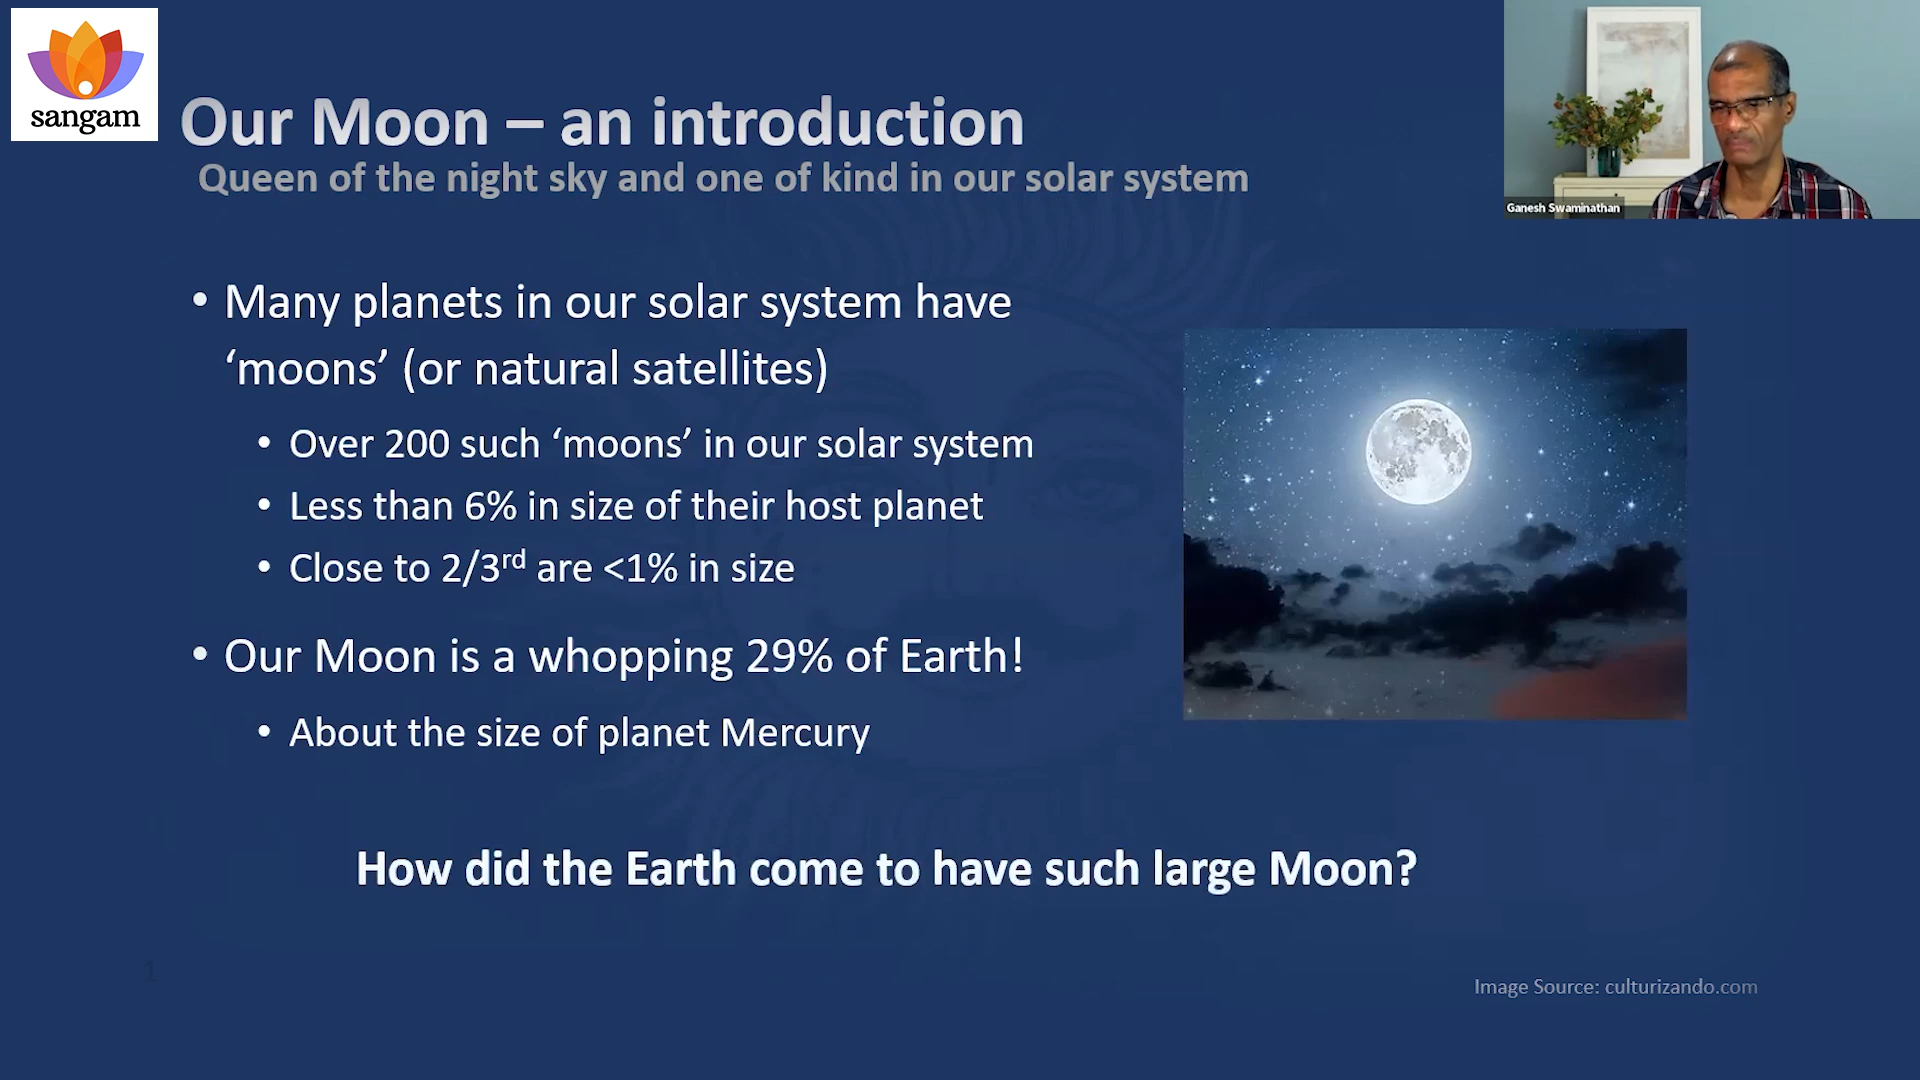 sangam
Our Moon – an introduction
Queen of the night sky and one of kind in our solar system
Ganesh Swaminathan
• Many planets in our solar system have
‘moons’ (or natural satellites)
• Over 200 such ‘moons’ in our solar system
• Less than 6% in size of their host planet
• Close to 2/3rd are <1% in size
• Our Moon is a whopping 29% of Earth!
• About the size of planet Mercury
How did the Earth come to have such large Moon?
1
Image Source: culturizando.com